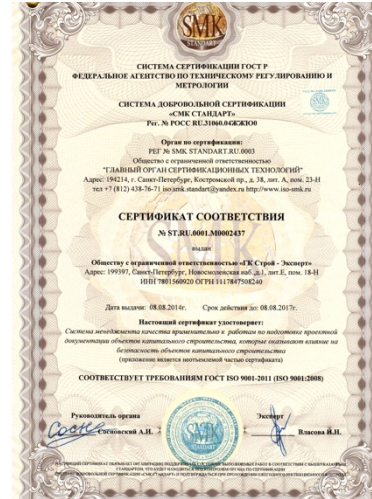 SMK
STANDART
СИСТЕМА СЕРТИФИКАЦИИ ГОСТ Р
ФЕДЕРАЛЬНОЕ АГЕНТСТВО ПО ТЕХНИЧЕСКОМУ РЕГУЛИРОВАНИЮ И
МЕТРОЛОГИИ
СИСТЕМА ДОБРОВОЛЬНОЙ СЕРТИФИКАЦИИ
«СМК СТАНДАРТ»
Рег. № РОСС RU.31060.04ЖЖЮ0
SMK
Орган по сертификации:
РЕГ № SMK STANDART.RU.0003
Общество с ограниченной ответственностью
"ГЛАВНЫЙ ОРГАН СЕРТИФИКАЦИОННЫХ ТЕХНОЛОГИЙ"
Адрес: 194214, г. Санкт-Петербург, Костромской пр., д. 38, лит. А, пом. 23-Н
тел +7 (812) 438-76-71 iso.smk.standart@yandex.ru http://www.iso-smk.ru
СЕРТИФИКАТ СООТВЕТСТВИЯ
№ ST.RU.0001.M0002437
выдан
Обществу с ограниченной ответственностью «ГК Строй - Эксперт»
Адрес: 199397, Санкт-Петербург, Новосмоленская наб.,д.1, лит.Е, пом. 18-Н
ИНН 7801560920 ОГРН 1117847508240
Дата выдачи: 08.08.2014г. Срок действия до: 08.08.2017г.
Настоящий сертификат удостоверяет:
Система менеджмента качества применительно к работам по подготовке проектной
документации объектов капитального строительства, которые оказывают влияние на
безопасность объектов капитального строительства
(приложение является неотъемлемой частью сертификата)
СООТВЕТСТВУЕТ ТРЕБОВАНИЯМ ГОСТ ISO 9001-2011 (ISO 9001:2008)
Руководитель органа Эксперт
Сосновский А.И. Власова Й.Н.
SMK
STANDART